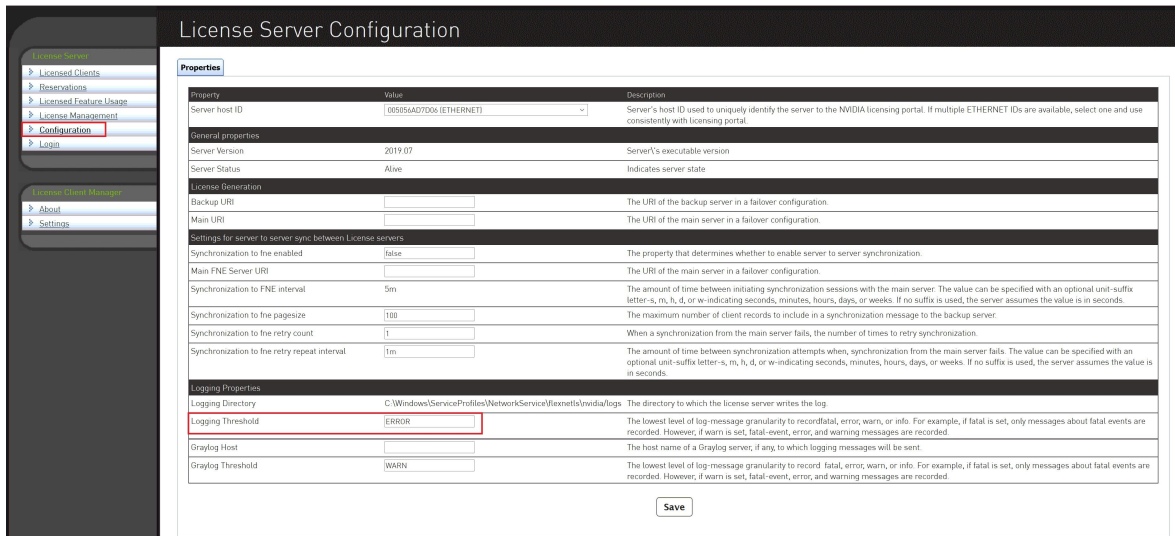 License Server Configuration
License Server
Licensed Clients
Reservations
Licensed Feature Usage
License Management
Configuration
Login
License Client Manager
About
Settings
Properties
Property Value Description
Server host ID 005056AD7D06 (ETHERNET) Server's host ID used to uniquely identify the server to the NVIDIA licensing portal. If multiple ETHERNET IDs are available, select one and use
consistently with licensing portal.
General properties
Server Version 2019.07 Server\'s executable version
Server Status Alive Indicates server state
License Generation
Backup URI The URI of the backup server in a failover configuration.
Main URI The URI of the main server in a failover configuration.
Settings for server to server sync between License servers
Synchronization to fne enabled false The property that determines whether to enable server to server synchronization.
Main FNE Server URI The URI of the main server in a failover configuration.
Synchronization to FNE interval 5m The amount of time between initiating synchronization sessions with the main server. The value can be specified with an optional unit-suffix
letter-s, m, h, d, or w-indicating seconds, minutes, hours, days, or weeks. If no suffix is used, the server assumes the value is in seconds.
Synchronization to fne pagesize 100 The maximum number of client records to include in a synchronization message to the backup server.
Synchronization to fne retry count 1 When a synchronization from the main server fails, the number of times to retry synchronization.
Synchronization to fne retry repeat interval 1m The amount of time between synchronization attempts when, synchronization from the main server fails. The value can be specified with an
optional unit-suffix letter-s, m, h, d, or w-indicating seconds, minutes, hours, days, or weeks. If no suffix is used, the server assumes the value is
in seconds.
Logging Properties
Logging Directory C:\Windows\ServiceProfiles\NetworkService\flexnetls\nvidia/logs The directory to which the license server writes the log.
Logging Threshold ERROR The lowest level of log-message granularity to recordfatal, error, warn, or info. For example, if fatal is set, only messages about fatal events are
recorded. However, if warn is set, fatal-event, error, and warning messages are recorded.
Graylog Host The host name of a Graylog server, if any, to which logging messages will be sent.
Graylog Threshold WARN The lowest level of log-message granularity to record fatal, error, warn, or info. For example, if fatal is set, only messages about fatal events are
recorded. However, if warn is set, fatal-event, error, and warning messages are recorded.
Save